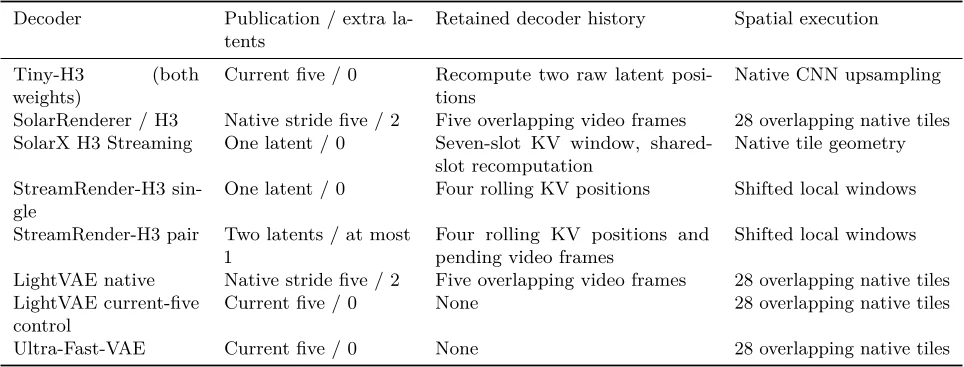 Decoder Publication / extra la- Retained decoder history Spatial execution
tents
Tiny-H3 (both Current five / 0 Recompute two raw latent posi- Native CNN upsampling
weights) tions
SolarRenderer / H3 Native stride five / 2 Five overlapping video frames 28 overlapping native tiles
SolarX H3 Streaming One latent / 0 Seven-slot KV window, shared- Native tile geometry
slot recomputation
StreamRender-H3 sin- One latent / 0 Four rolling KV positions Shifted local windows
gle
StreamRender-H3 pair Two latents / at most Four rolling KV positions and Shifted local windows
1 pending video frames
LightVAE native Native stride five / 2 Five overlapping video frames 28 overlapping native tiles
LightVAE current-five Current five / 0 None 28 overlapping native tiles
control
Ultra-Fast-VAE Current five / 0 None 28 overlapping native tiles